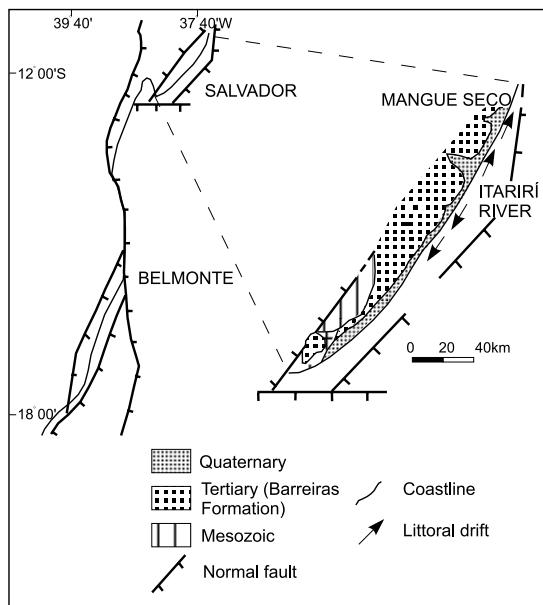 39 40'
37 40'W
12°00'S
SALVADOR
MANGUE SECO
ITARIRÍ
RIVER
BELMONTE
0 20 40km
18°00'
Quaternary
Tertiary (Barreiras
Formation)
Coastline
Mesozoic
Littoral drift
Normal fault